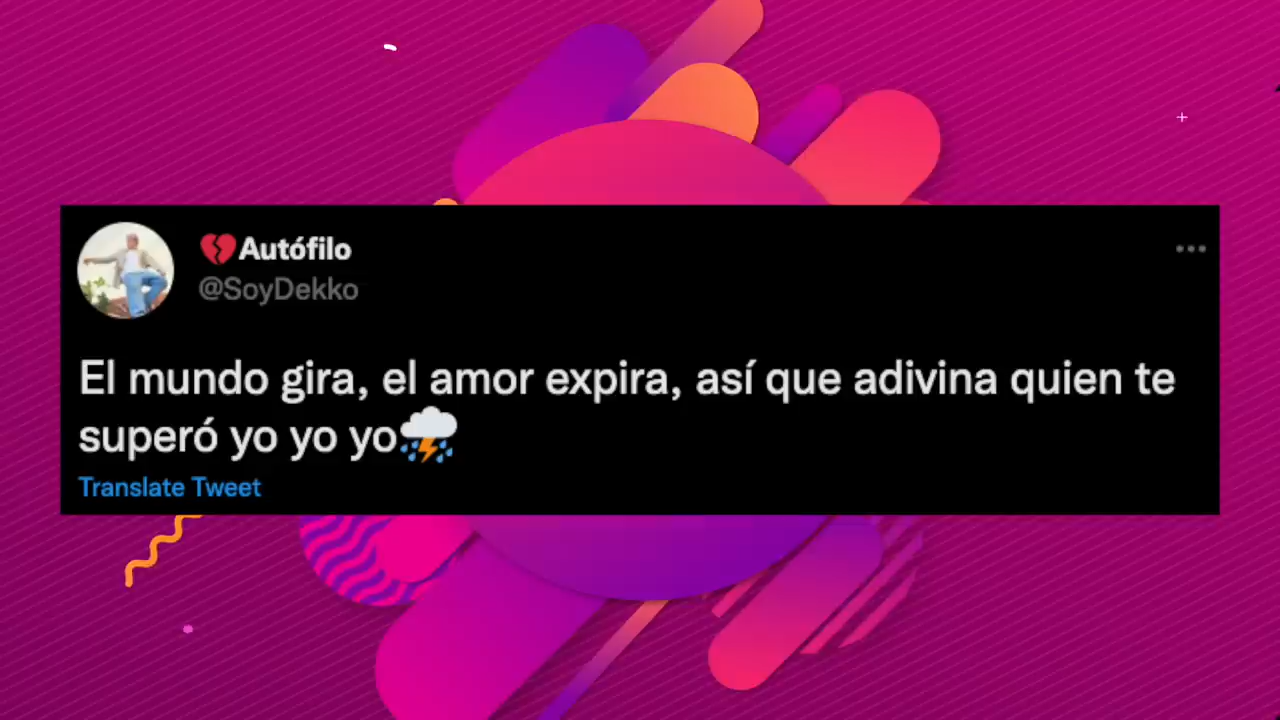 💔Autófilo
@SoyDekko
El mundo gira, el amor expira, así que adivina quien te
superó yo yo yo⛈️
Translate Tweet